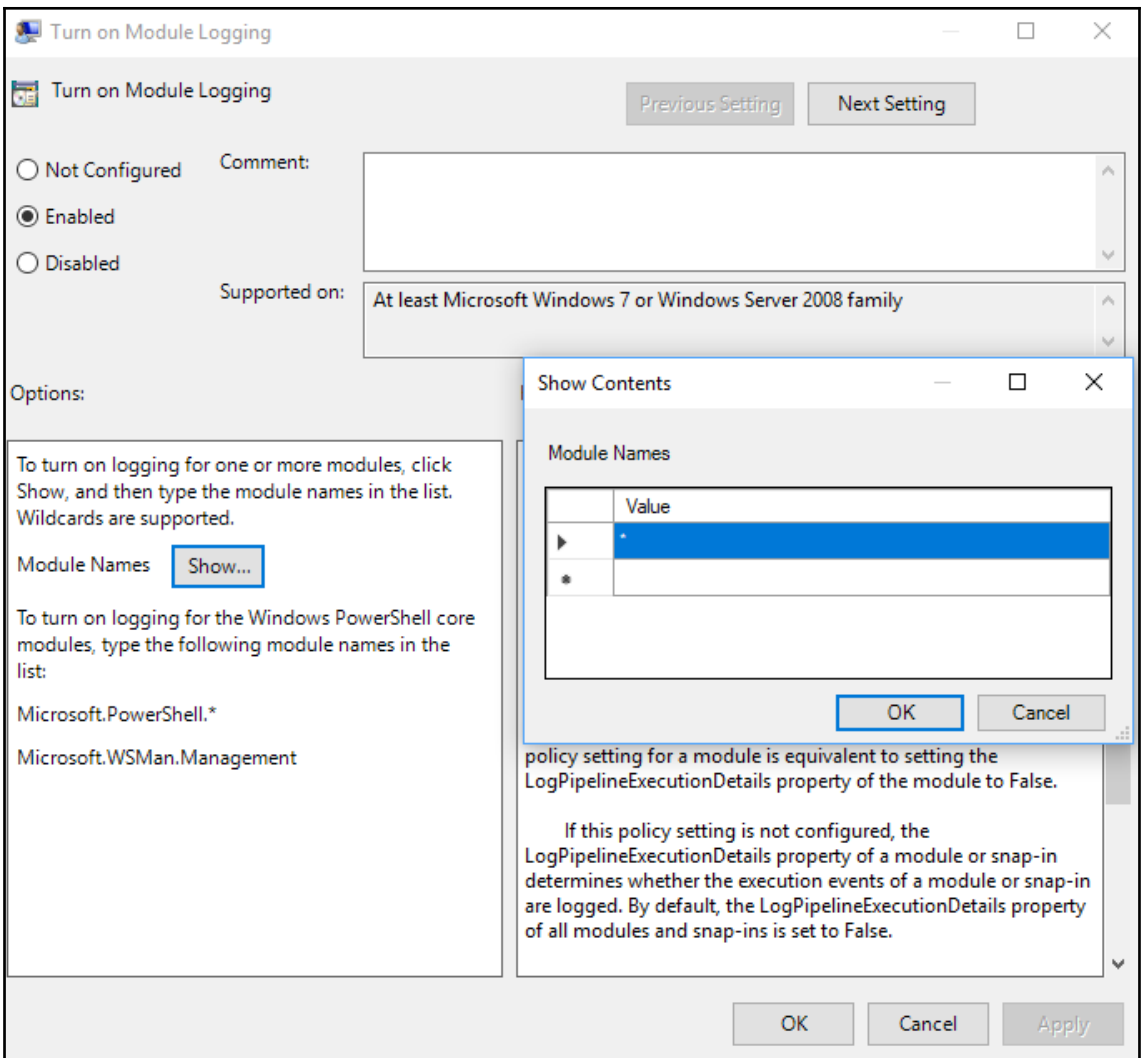 Turn on Module Logging
Turn on Module Logging
Previous Setting
Next Setting
Not Configured
Comment:
Enabled
Disabled
Supported on:
At least Microsoft Windows 7 or Windows Server 2008 family
Options:
To turn on logging for one or more modules, click
Show, and then type the module names in the list.
Wildcards are supported.
Module Names
Show...
To turn on logging for the Windows PowerShell core
modules, type the following module names in the
list:
Microsoft.PowerShell.*
Microsoft.WSMan.Management
Show Contents
Module Names
Value
*
OK
Cancel
policy setting for a module is equivalent to setting the
LogPipelineExecutionDetails property of the module to False.
If this policy setting is not configured, the
LogPipelineExecutionDetails property of a module or snap-in
determines whether the execution events of a module or snap-in
are logged. By default, the LogPipelineExecutionDetails property
of all modules and snap-ins is set to False.
OK
Cancel
Apply